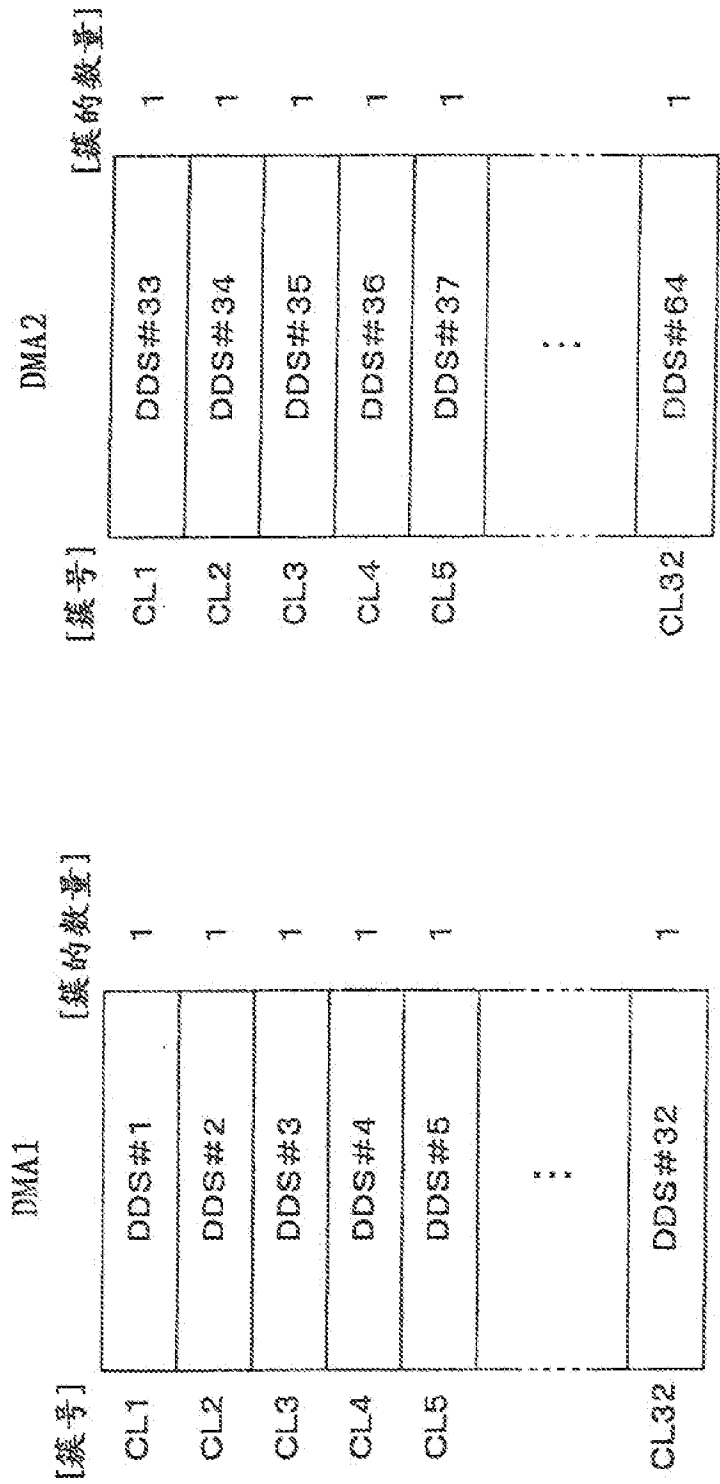 DMA1
[簇号] [簇的数量]
CL1 DDS#1 1
CL2 DDS#2 1
CL3 DDS#3 1
CL4 DDS#4 1
CL5 DDS#5 1
⋮
CL32 DDS#32 1
DMA2
[簇号] [簇的数量]
CL1 DDS#33 1
CL2 DDS#34 1
CL3 DDS#35 1
CL4 DDS#36 1
CL5 DDS#37 1
⋮
CL32 DDS#64 1